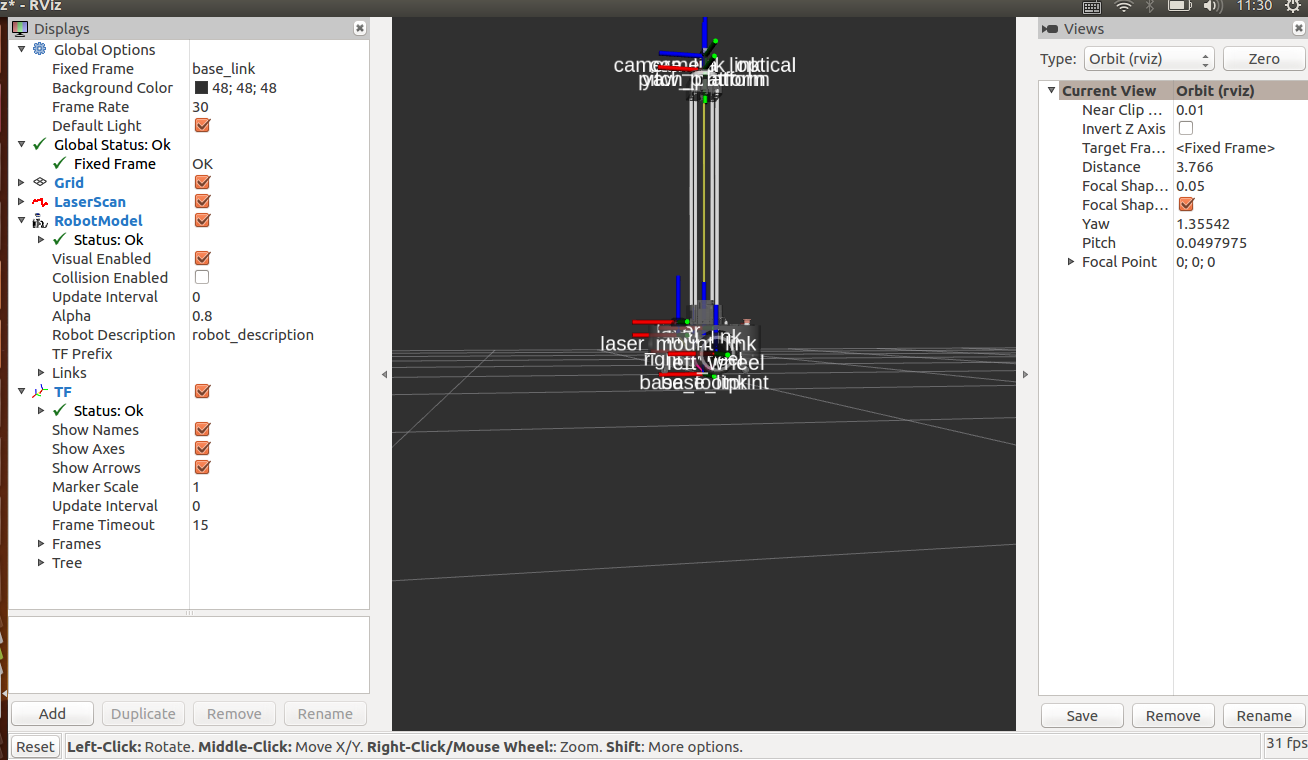 z* - RViz
11:30
Displays
Global Options
Fixed Frame base_link
Background Color 48; 48; 48
Frame Rate 30
Default Light
Global Status: Ok
Fixed Frame OK
Grid
LaserScan
RobotModel
Status: Ok
Visual Enabled
Collision Enabled
Update Interval 0
Alpha 0.8
Robot Description robot_description
TF Prefix
Links
TF
Status: Ok
Show Names
Show Axes
Show Arrows
Marker Scale 1
Update Interval 0
Frame Timeout 15
Frames
Tree
Add Duplicate Remove Rename
laser_mount_link
left_wheel
Views
Type: Orbit (rviz) Zero
Current View Orbit (rviz)
Near Clip ... 0.01
Invert Z Axis
Target Fra... <Fixed Frame>
Distance 3.766
Focal Shap... 0.05
Focal Shap...
Yaw 1.35542
Pitch 0.0497975
Focal Point 0; 0; 0
Save Remove Rename
Reset Left-Click: Rotate. Middle-Click: Move X/Y. Right-Click/Mouse Wheel:: Zoom. Shift: More options. 31 fps